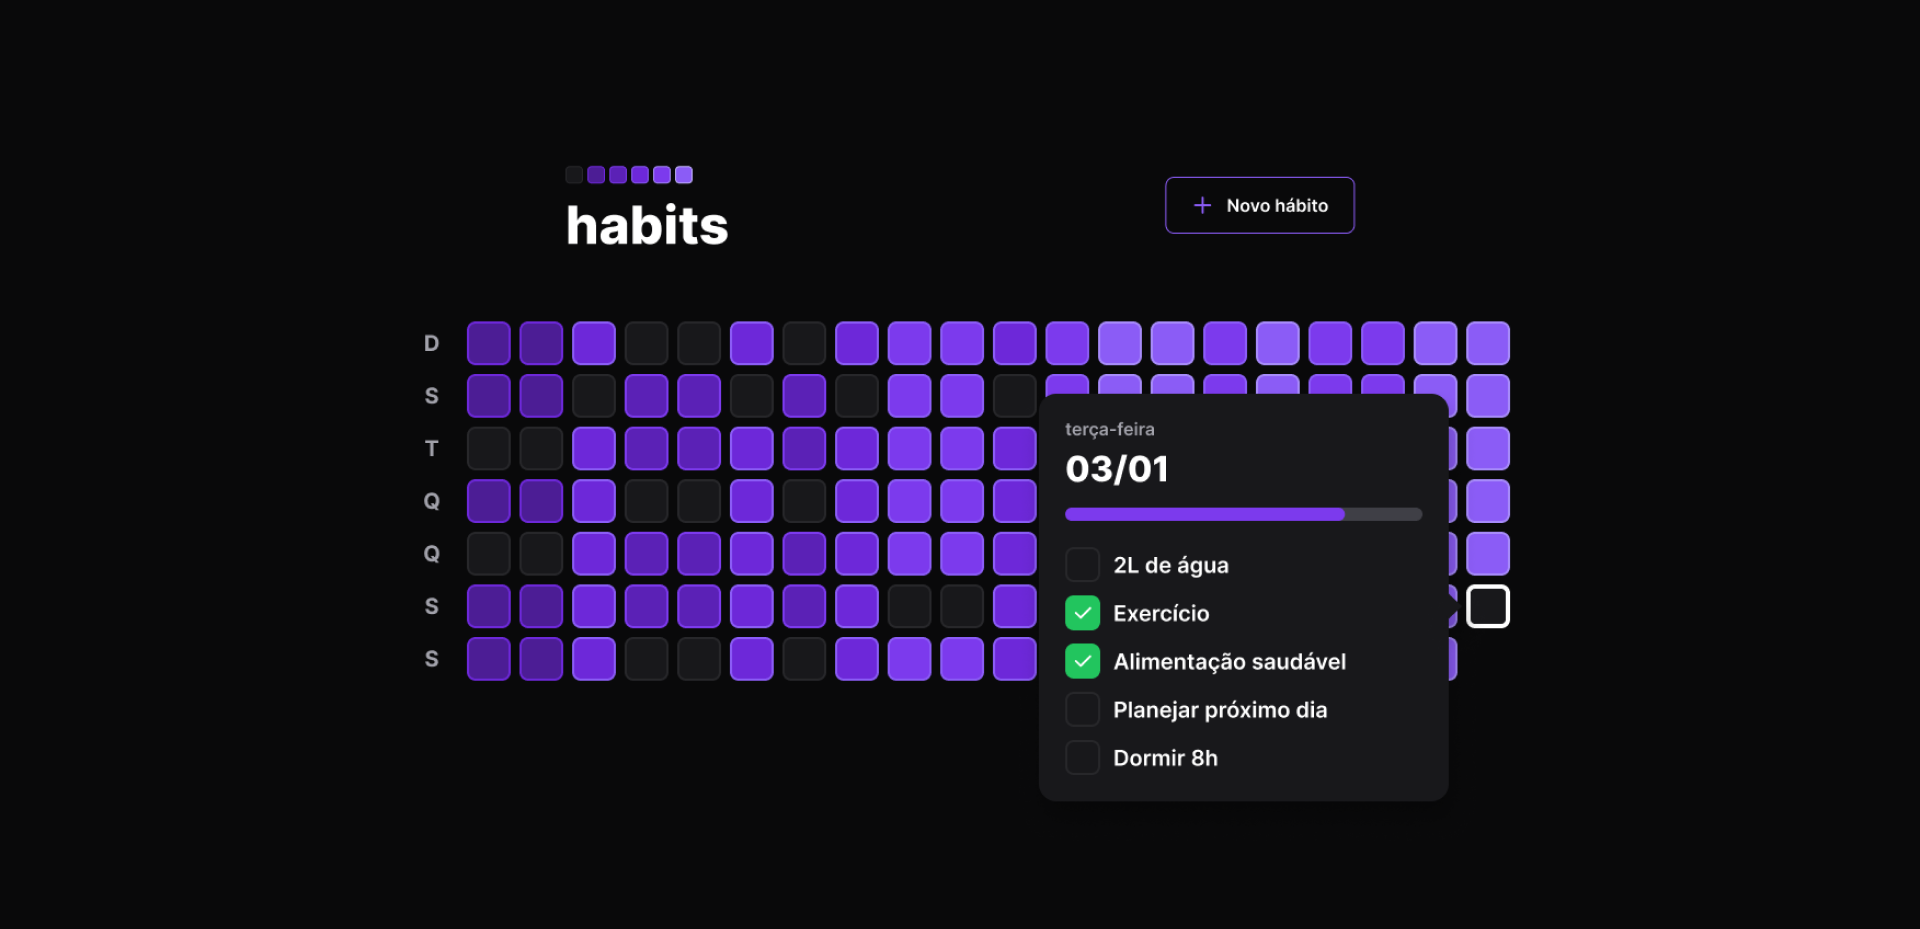 habits
Novo hábito
D
S
T
Q
Q
S
S
terça-feira
03/01
2L de água
Exercício
Alimentação saudável
Planejar próximo dia
Dormir 8h